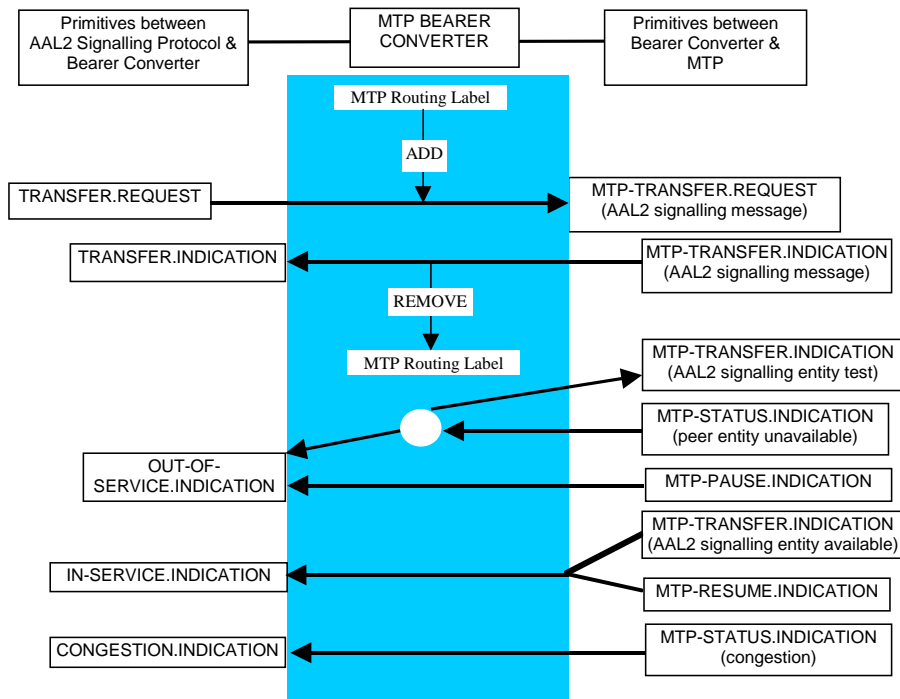 Primitives between
AAL2 Signalling Protocol &
Bearer Converter
MTP BEARER
CONVERTER
Primitives between
Bearer Converter &
MTP
MTP Routing Label
ADD
TRANSFER.REQUEST
MTP-TRANSFER.REQUEST
(AAL2 signalling message)
TRANSFER.INDICATION
MTP-TRANSFER.INDICATION
(AAL2 signalling message)
REMOVE
MTP Routing Label
MTP-TRANSFER.INDICATION
(AAL2 signalling entity test)
MTP-STATUS.INDICATION
(peer entity unavailable)
OUT-OF-
SERVICE.INDICATION
MTP-PAUSE.INDICATION
MTP-TRANSFER.INDICATION
(AAL2 signalling entity available)
IN-SERVICE.INDICATION
MTP-RESUME.INDICATION
CONGESTION.INDICATION
MTP-STATUS.INDICATION
(congestion)